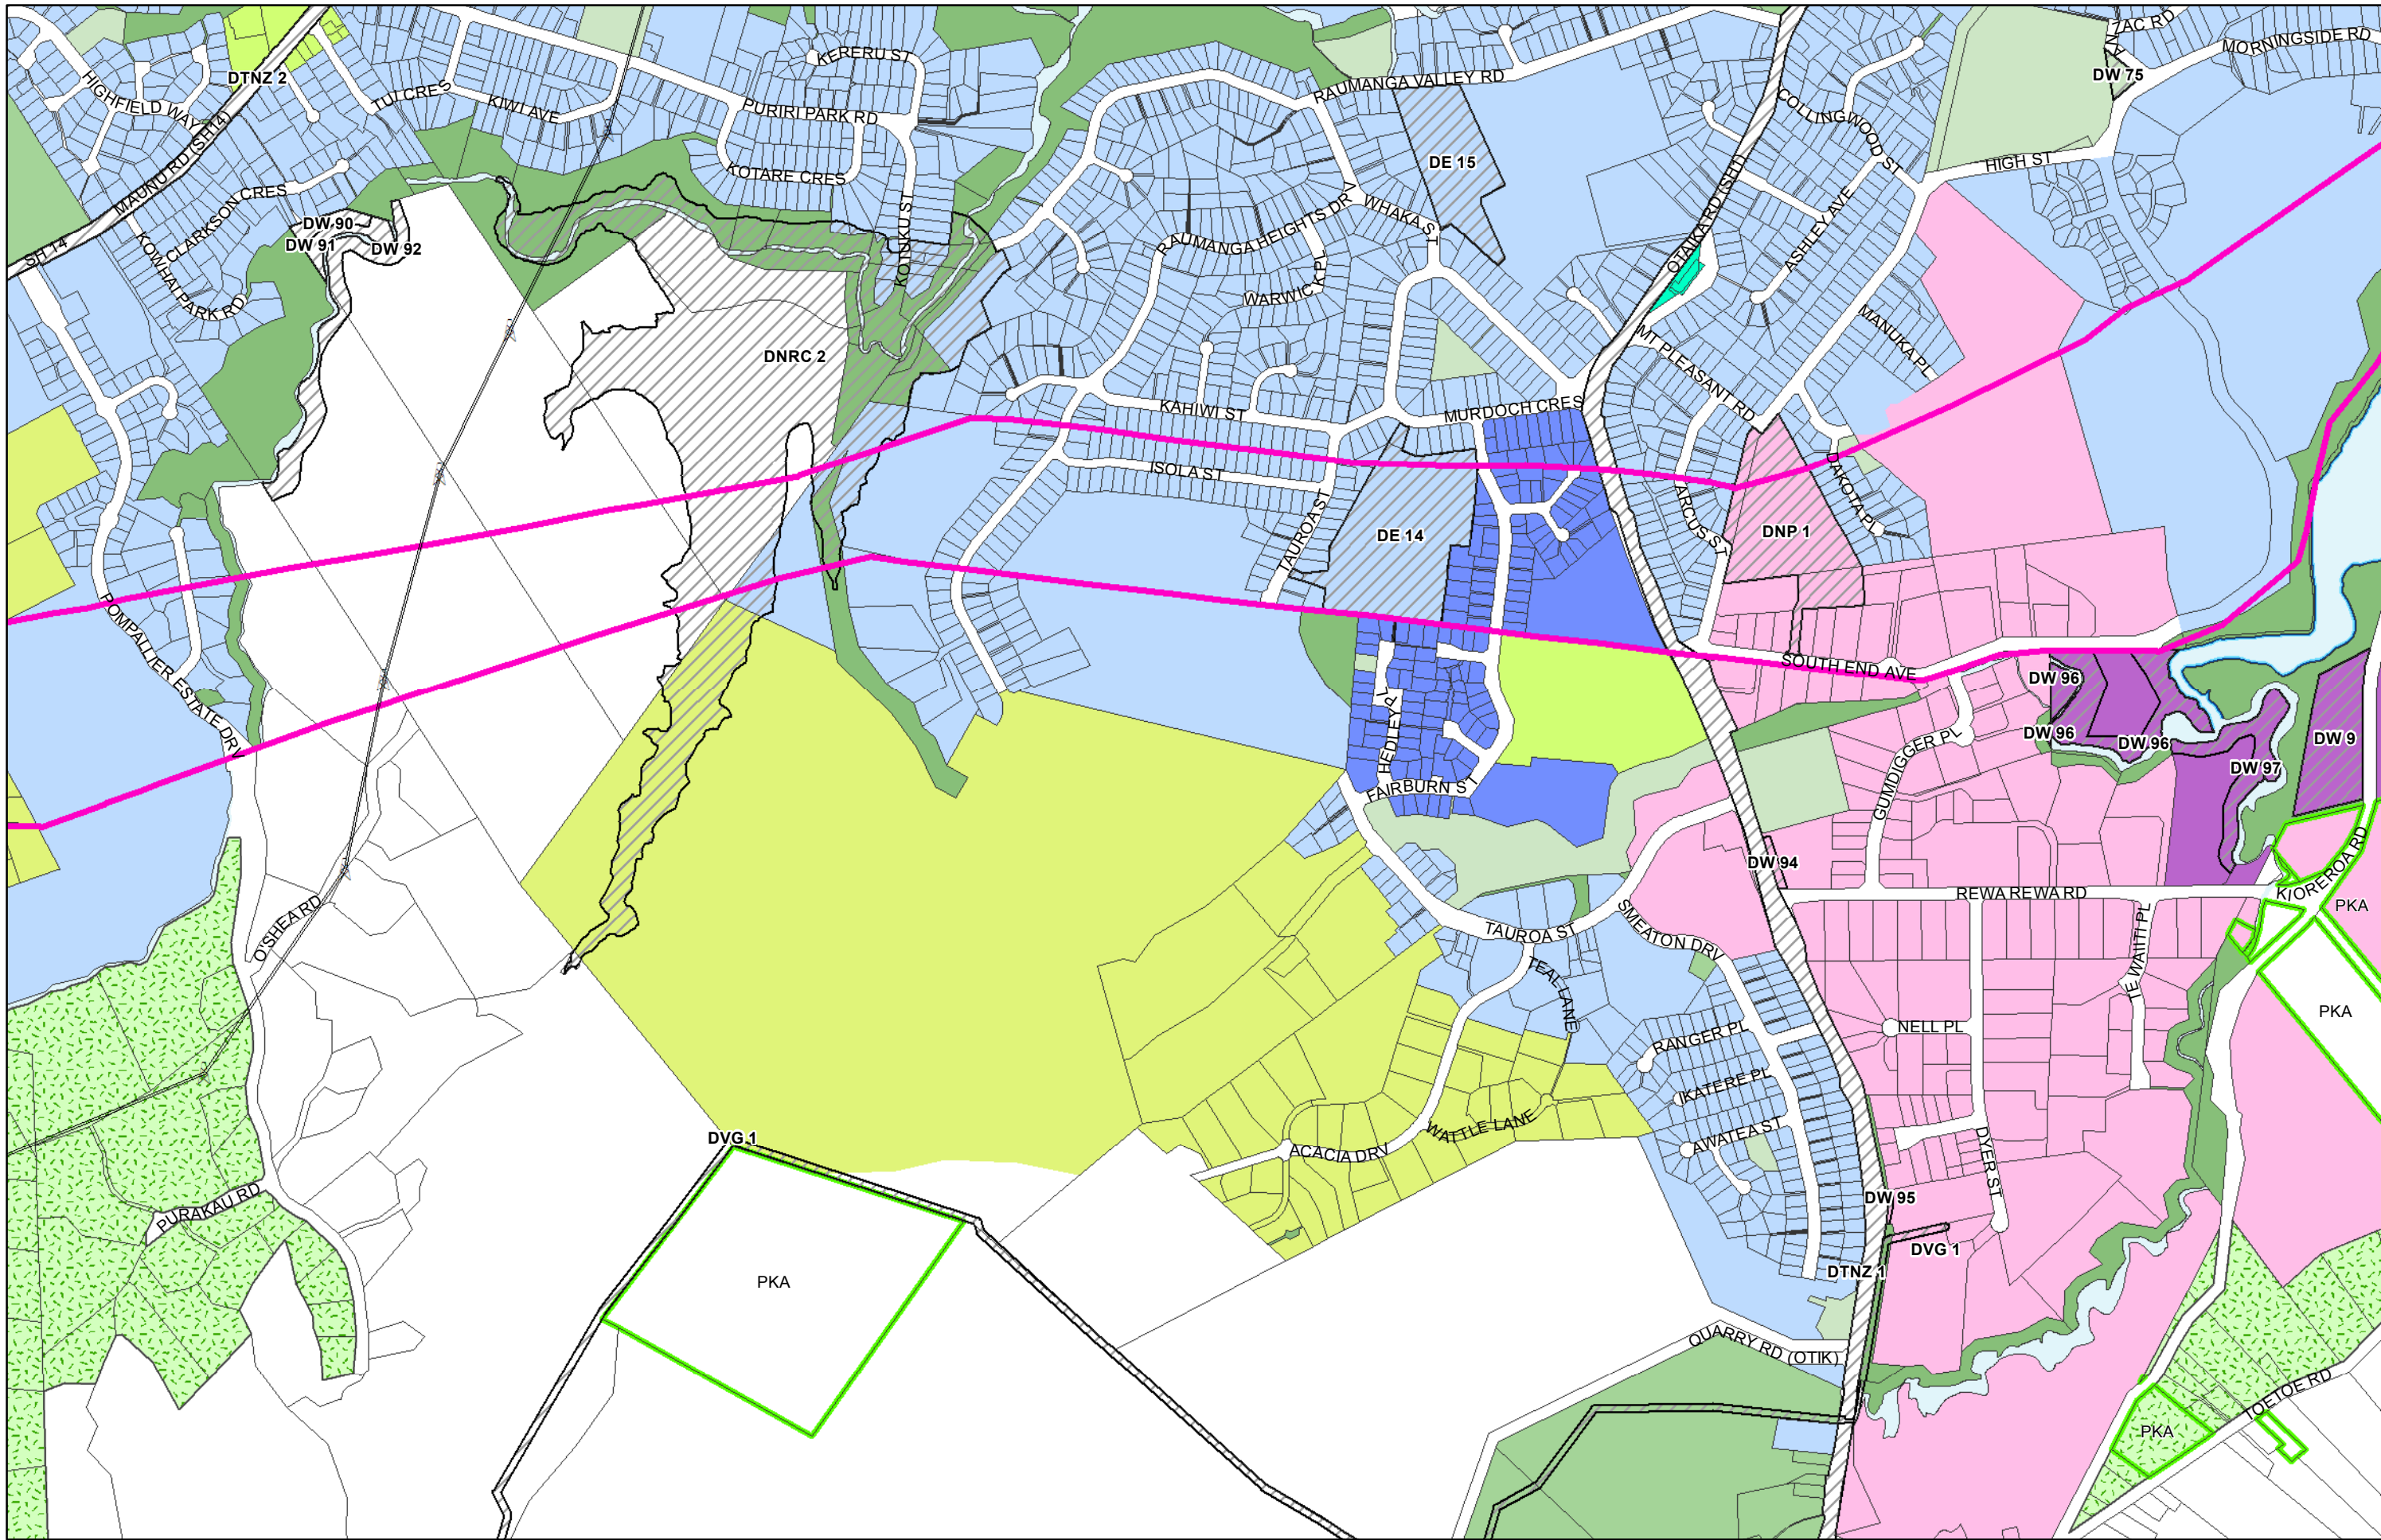 ZAC RD
MORNINGSIDE RD
KERERU ST
DTNZ 2
DW 75
RAUMANGA VALLEY RD
HIGHFIELD WAY
TUI CRES
KIWI AVE
PURIRI PARK RD
COLLINGWOOD ST
MAUNU RD (SH14)
DE 15
HIGH ST
KOTARE CRES
CLARKSON CRES
OTAIKA RD (SH1)
ASHLEY AVE
WHAKA ST
DW 90
DW 91
DW 92
SH 14
KOWHAI PARK RD
KOTNKU ST
RAUMANGA HEIGHTS DRV
WARWICK PL
MANUKA PL
DNRC 2
MT PLEASANT RD
KAHIWI ST
MURDOCH CRES
ISOLA ST
DAKOTA PL
TAUROA ST
ARCUS ST
DE 14
DNP 1
POMPALLIER ESTATE DRV
SOUTH END AVE
DW 96
DW 96
DW 96
DW 9
DW 97
HEDLEY PL
GUMDIGGER PL
FAIRBURN ST
DW 94
REWA REWA RD
KIOREROA RD
PKA
O'SHEA RD
SMEATON DRV
TAUROA ST
TE WAIITI PL
TEAL LANE
PKA
RANGER PL
NELL PL
IKATERE PL
WATTLE LANE
AWATEA ST
DVG 1
ACACIA DRV
DYER ST
PURAKAU RD
DW 95
DVG 1
DTNZ 1
PKA
QUARRY RD (OTIK)
TOETOE RD
PKA